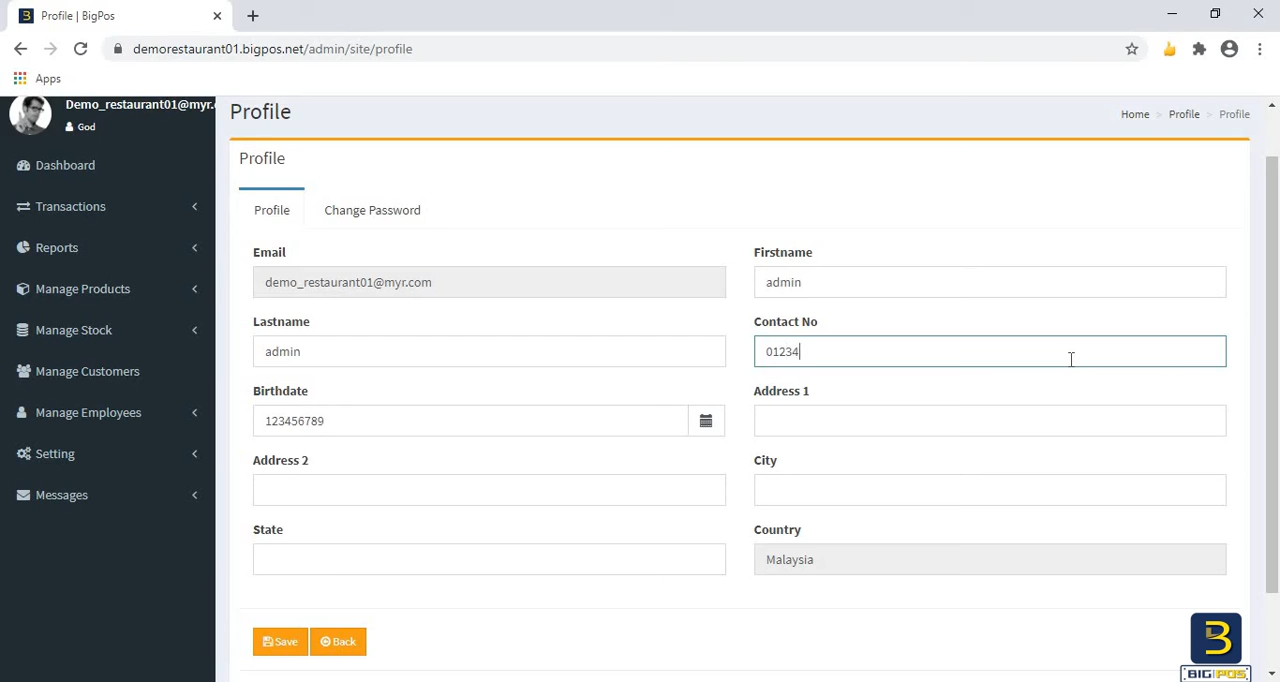 Profile | BigPos
demorestaurant01.bigpos.net/admin/site/profile
Apps
Demo_restaurant01@myr.
God
Dashboard
Transactions
Reports
Manage Products
Manage Stock
Manage Customers
Manage Employees
Setting
Messages
Profile
Home > Profile > Profile
Profile
Profile Change Password
Email
demo_restaurant01@myr.com
Firstname
admin
Lastname
admin
Contact No
01234
Birthdate
123456789
Address 1
Address 2
City
State
Country
Malaysia
Save Back
BIGPOS